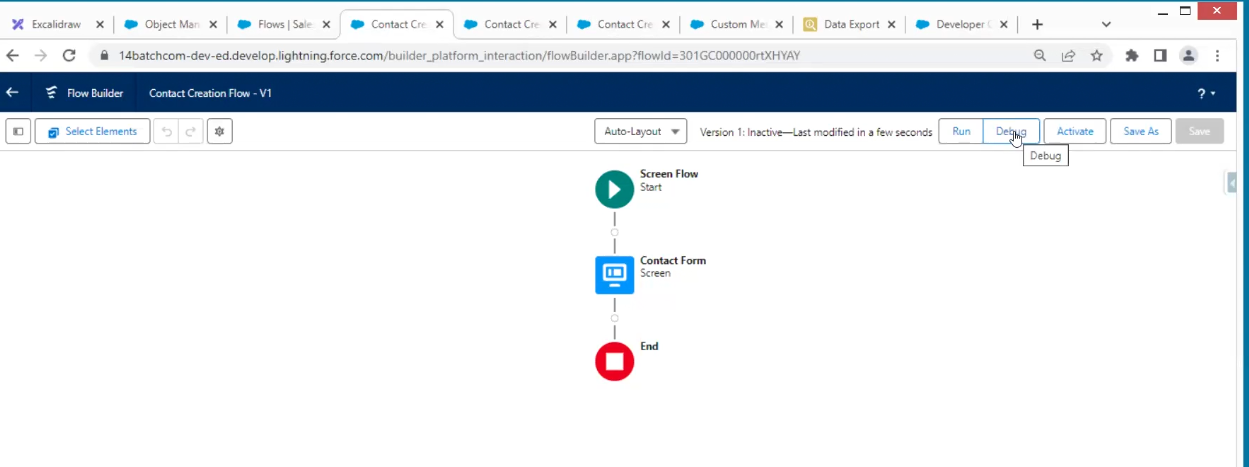 Excalidraw
Object Man
Flows | Sales
Contact Cre
Contact Cre
Contact Cre
Custom Me
Data Export
Developer C
14batchcom-dev-ed.develop.lightning.force.com/builder_platform_interaction/flowBuilder.app?flowId=301GC000000rtXHYAY
Flow Builder
Contact Creation Flow - V1
?
Select Elements
Auto-Layout
Version 1: Inactive—Last modified in a few seconds
Run
Debug
Activate
Save As
Save
Debug
Screen Flow
Start
Contact Form
Screen
End